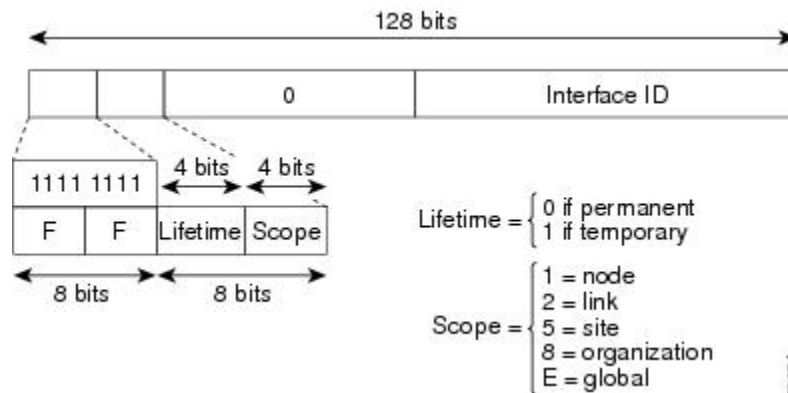 128 bits
0 Interface ID
4 bits 4 bits
1111 1111
F F Lifetime Scope
8 bits 8 bits
Lifetime = 0 if permanent
1 if temporary
Scope = 1 = node
2 = link
5 = site
8 = organization
E = global